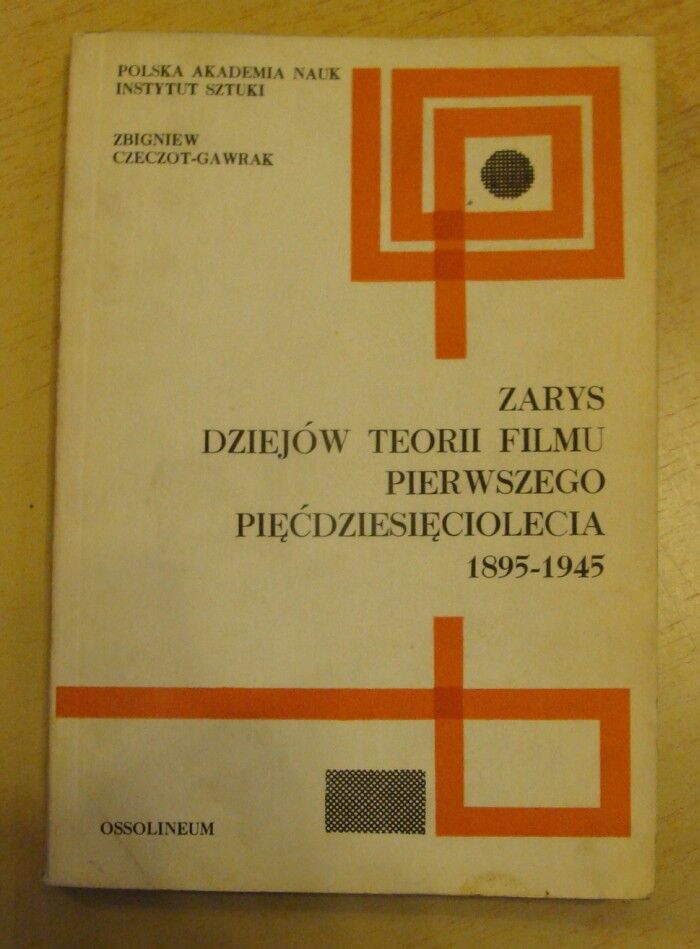 POLSKA AKADEMIA NAUK
INSTYTUT SZTUKI
ZBIGNIEW
CZECZOT-GAWRAK
ZARYS
DZIEJÓW TEORII FILMU
PIERWSZEGO
PIĘĆDZIESIĘCIOLECIA
1895-1945
OSSOLINEUM